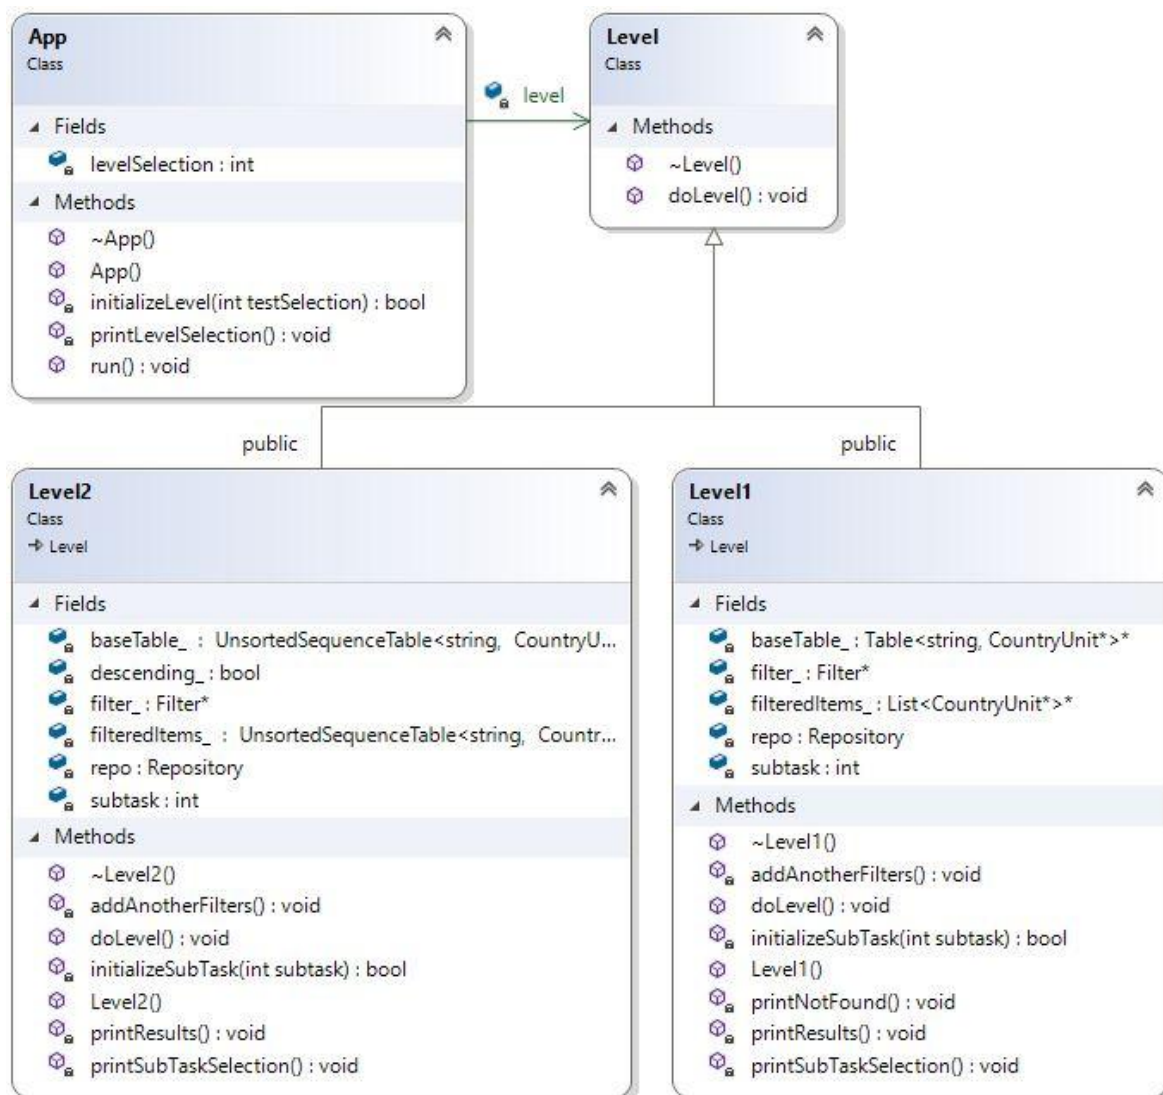 App
Class
Fields
levelSelection : int
Methods
~App()
App()
initializeLevel(int testSelection) : bool
printLevelSelection() : void
run() : void
level
Level
Class
Methods
~Level()
doLevel() : void
public
public
Level2
Class
Level
Fields
baseTable_ : UnsortedSequenceTable<string, CountryU...
descending_ : bool
filter_ : Filter*
filteredItems_ : UnsortedSequenceTable<string, Countr...
repo : Repository
subtask : int
Methods
~Level2()
addAnotherFilters() : void
doLevel() : void
initializeSubTask(int subtask) : bool
Level2()
printResults() : void
printSubTaskSelection() : void
Level1
Class
Level
Fields
baseTable_ : Table<string, CountryUnit*>*
filter_ : Filter*
filteredItems_ : List<CountryUnit*>*
repo : Repository
subtask : int
Methods
~Level1()
addAnotherFilters() : void
doLevel() : void
initializeSubTask(int subtask) : bool
Level1()
printNotFound() : void
printResults() : void
printSubTaskSelection() : void